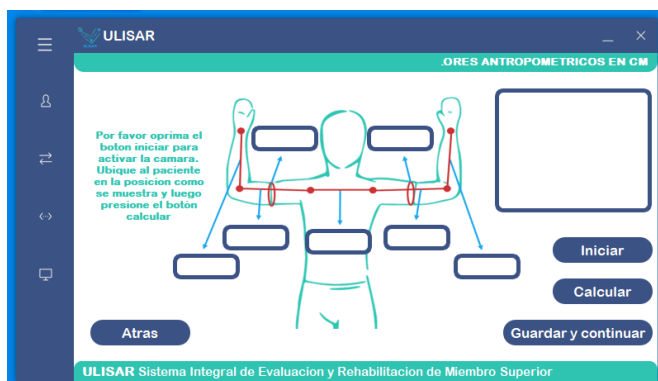 ULISAR
.ORES ANTROPOMETRICOS EN CM
Por favor oprima el
boton iniciar para
activar la camara.
Ubique al paciente
en la posicion como
se muestra y luego
presione el botón
calcular
Iniciar
Calcular
Atras
Guardar y continuar
ULISAR Sistema Integral de Evaluacion y Rehabilitacion de Miembro Superior